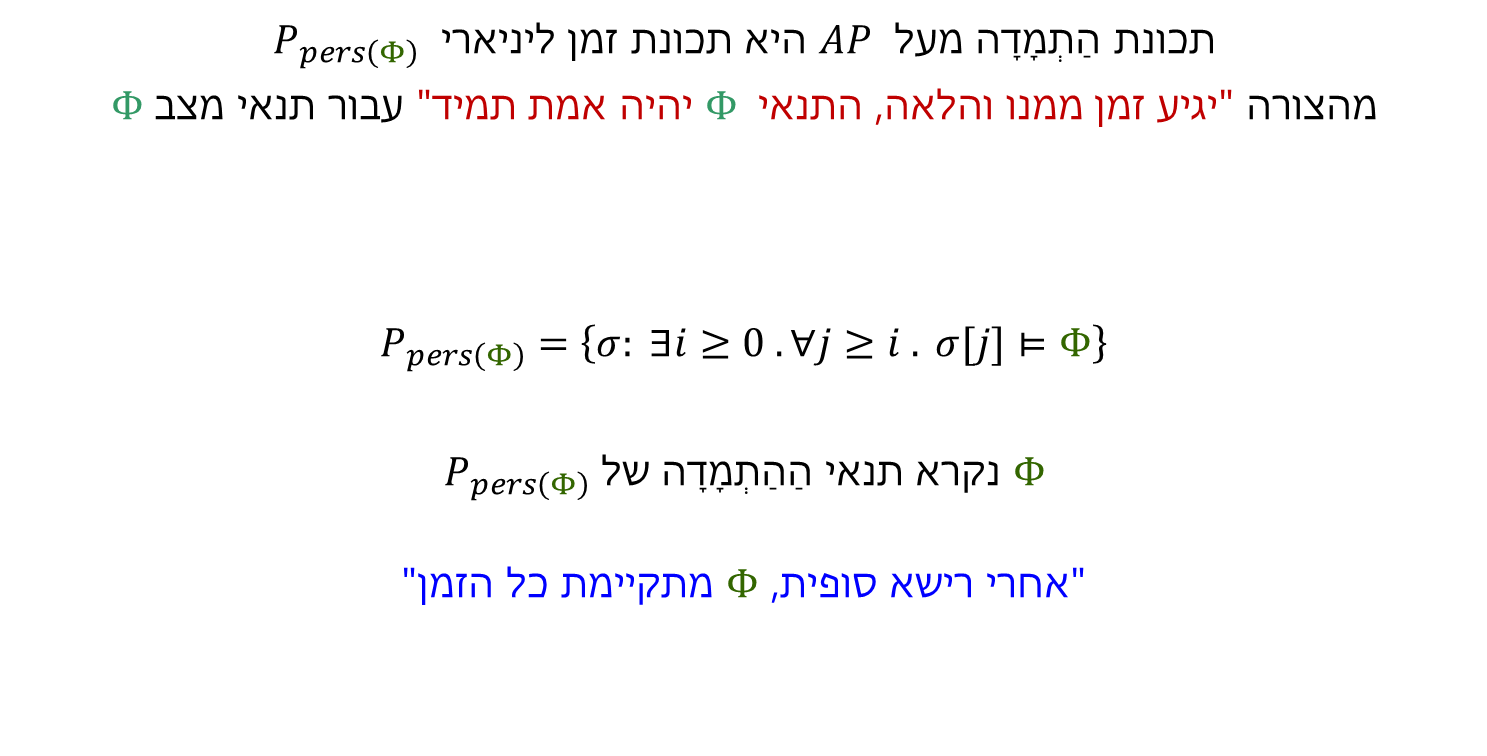 תכונת הַתְמָדָה מעל AP היא תכונת זמן ליניארי P_{pers(Φ)}
מהצורה "יגיע זמן ממנו והלאה, התנאי Φ יהיה אמת תמיד" עבור תנאי מצב Φ
P_{pers(Φ)} = {σ: ∃i ≥ 0 . ∀j ≥ i . σ[j] ⊨ Φ}
Φ נקרא תנאי הַהַתְמָדָה של P_{pers(Φ)}
"אחרי רישא סופית, Φ מתקיימת כל הזמן"